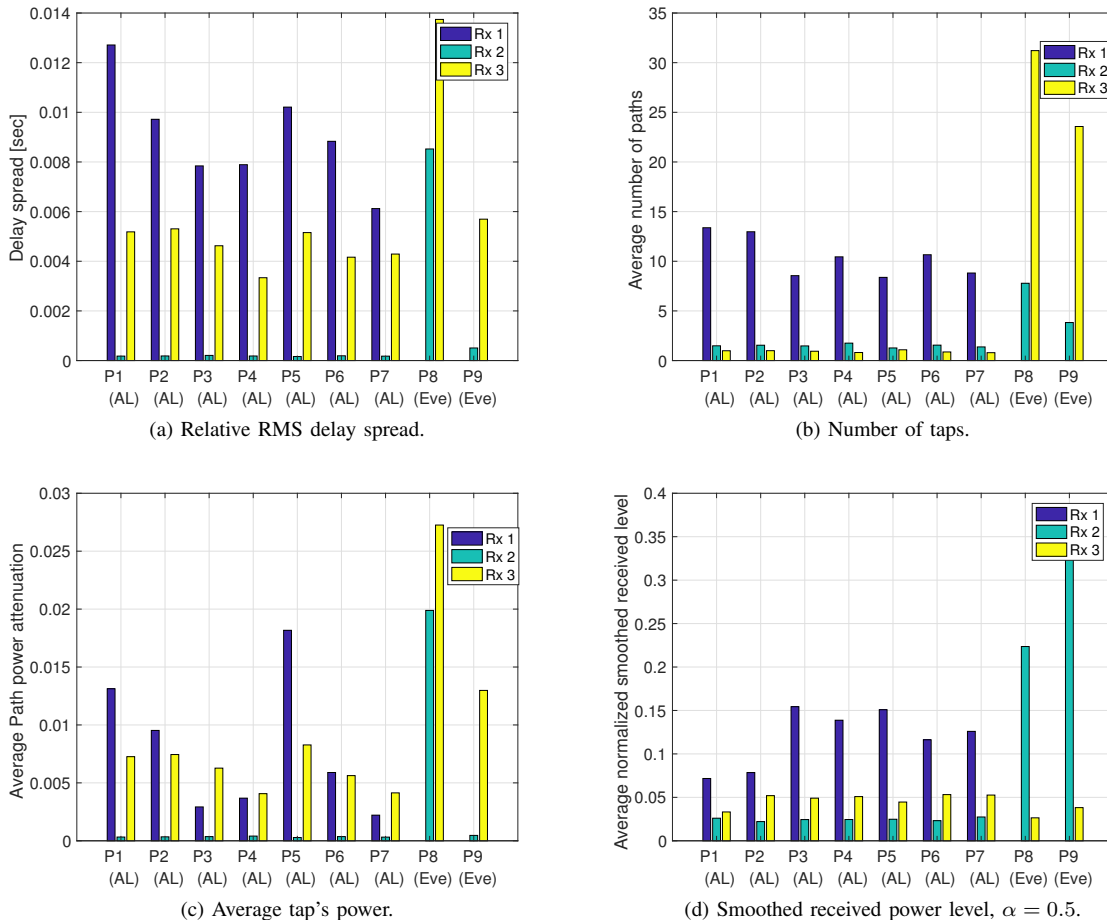 0.014
0.012
0.01
0.008
0.006
0.004
0.002
0
Delay spread [sec]
Rx 1
Rx 2
Rx 3
P1 P2 P3 P4 P5 P6 P7 P8 P9
(AL) (AL) (AL) (AL) (AL) (AL) (AL) (Eve) (Eve)
(a) Relative RMS delay spread.
35
30
25
20
15
10
5
0
Average number of paths
Rx 1
Rx 2
Rx 3
P1 P2 P3 P4 P5 P6 P7 P8 P9
(AL) (AL) (AL) (AL) (AL) (AL) (AL) (Eve) (Eve)
(b) Number of taps.
0.03
0.025
0.02
0.015
0.01
0.005
0
Average Path power attenuation
Rx 1
Rx 2
Rx 3
P1 P2 P3 P4 P5 P6 P7 P8 P9
(AL) (AL) (AL) (AL) (AL) (AL) (AL) (Eve) (Eve)
(c) Average tap's power.
0.4
0.35
0.3
0.25
0.2
0.15
0.1
0.05
0
Average normalized smoothed received level
Rx 1
Rx 2
Rx 3
P1 P2 P3 P4 P5 P6 P7 P8 P9
(AL) (AL) (AL) (AL) (AL) (AL) (AL) (Eve) (Eve)
(d) Smoothed received power level, α = 0.5.